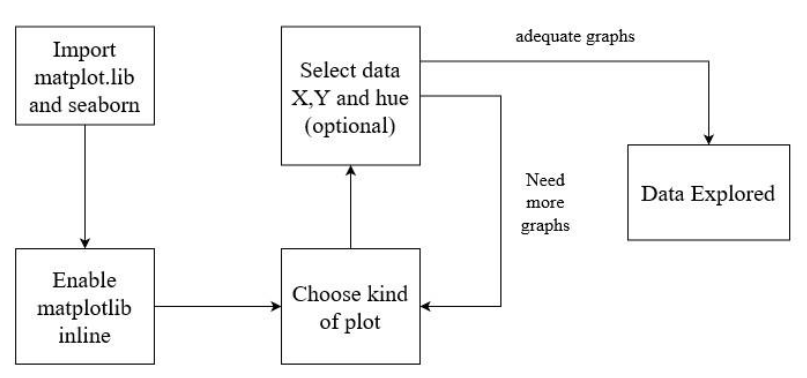 Import
matplot.lib
and seaborn
Select data
X,Y and hue
(optional)
adequate graphs
Need
more
graphs
Data Explored
Enable
matplotlib
inline
Choose kind
of plot